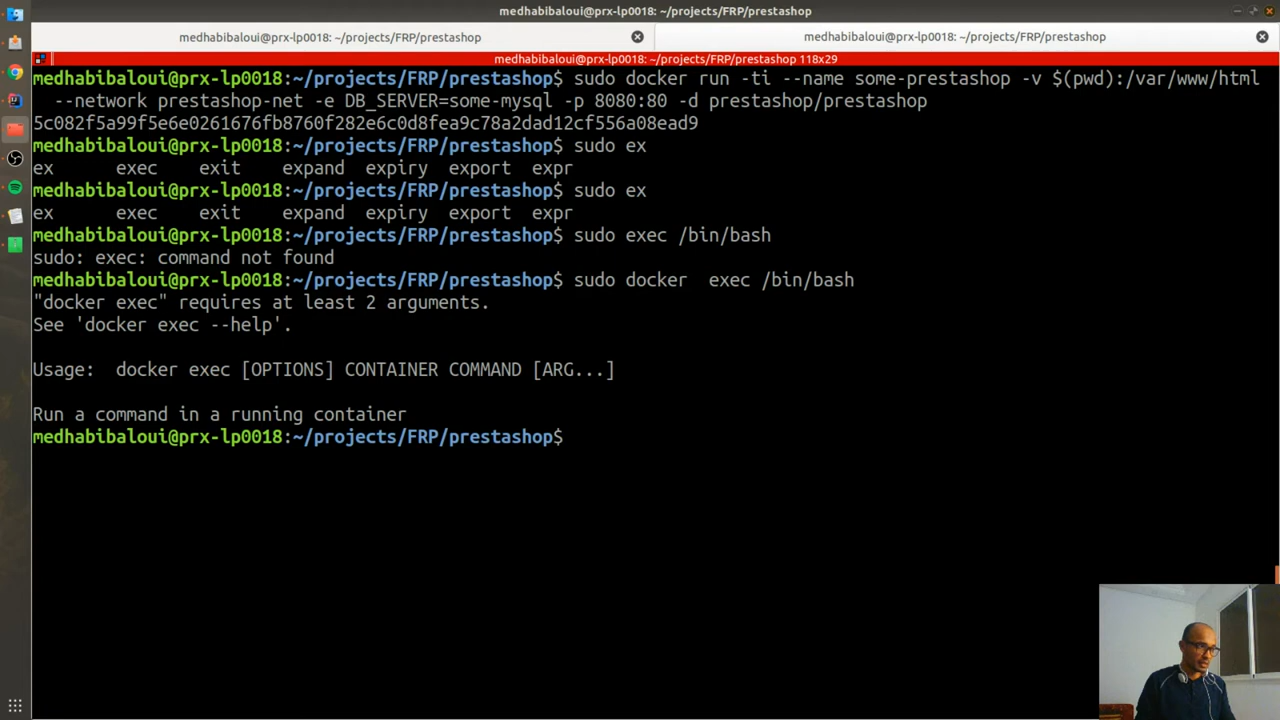 medhabibaloui@prx-lp0018: ~/projects/FRP/prestashop
medhabibaloui@prx-lp0018: ~/projects/FRP/prestashop
medhabibaloui@prx-lp0018: ~/projects/FRP/prestashop
medhabibaloui@prx-lp0018: ~/projects/FRP/prestashop 118x29
medhabibaloui@prx-lp0018:~/projects/FRP/prestashop$ sudo docker run -ti --name some-prestashop -v $(pwd):/var/www/html
--network prestashop-net -e DB_SERVER=some-mysql -p 8080:80 -d prestashop/prestashop
5c082f5a99f5e6e0261676fb8760f282e6c0d8fea9c78a2dad12cf556a08ead9
medhabibaloui@prx-lp0018:~/projects/FRP/prestashop$ sudo ex
ex exec exit expand expiry export expr
medhabibaloui@prx-lp0018:~/projects/FRP/prestashop$ sudo ex
ex exec exit expand expiry export expr
medhabibaloui@prx-lp0018:~/projects/FRP/prestashop$ sudo exec /bin/bash
sudo: exec: command not found
medhabibaloui@prx-lp0018:~/projects/FRP/prestashop$ sudo docker  exec /bin/bash
"docker exec" requires at least 2 arguments.
See 'docker exec --help'.
Usage:  docker exec [OPTIONS] CONTAINER COMMAND [ARG...]
Run a command in a running container
medhabibaloui@prx-lp0018:~/projects/FRP/prestashop$